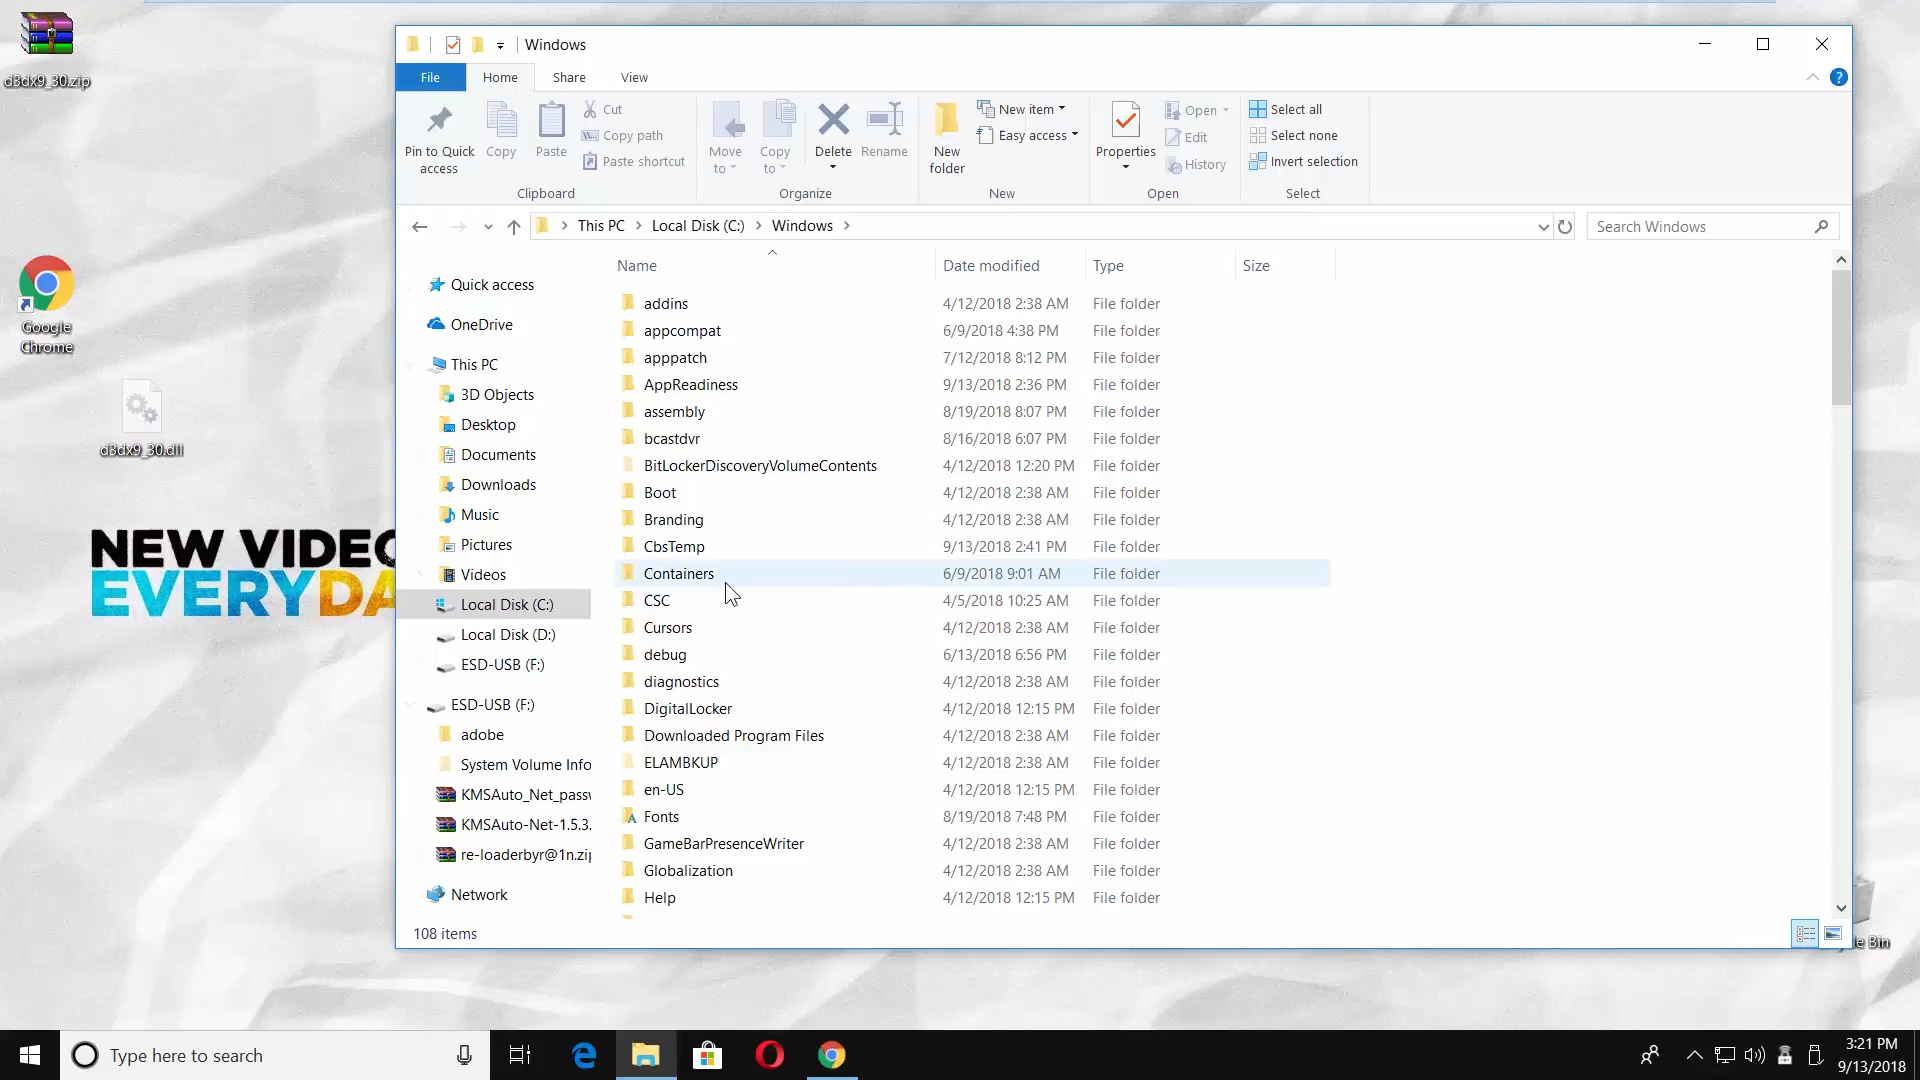 d3dx9_30.zip
Google
Chrome
d3dx9_30.dll
NEW VIDEO
EVERYDA
Windows
File
Home
Share
View
Pin to Quick
access
Copy
Paste
Cut
Copy path
Paste shortcut
Clipboard
Move
to
Copy
to
Delete
Rename
Organize
New
folder
New item
Easy access
New
Properties
Open
Edit
History
Open
Select all
Select none
Invert selection
Select
This PC
Local Disk (C:)
Windows
Search Windows
Name Date modified Type Size
Quick access
OneDrive
This PC
3D Objects
Desktop
Documents
Downloads
Music
Pictures
Videos
Local Disk (C:)
Local Disk (D:)
ESD-USB (F:)
ESD-USB (F:)
adobe
System Volume Info
KMSAuto_Net_passw
KMSAuto-Net-1.5.3.
re-loaderbyr@1n.zip
Network
addins 4/12/2018 2:38 AM File folder
appcompat 6/9/2018 4:38 PM File folder
apppatch 7/12/2018 8:12 PM File folder
AppReadiness 9/13/2018 2:36 PM File folder
assembly 8/19/2018 8:07 PM File folder
bcastdvr 8/16/2018 6:07 PM File folder
BitLockerDiscoveryVolumeContents 4/12/2018 12:20 PM File folder
Boot 4/12/2018 2:38 AM File folder
Branding 4/12/2018 2:38 AM File folder
CbsTemp 9/13/2018 2:41 PM File folder
Containers 6/9/2018 9:01 AM File folder
CSC 4/5/2018 10:25 AM File folder
Cursors 4/12/2018 2:38 AM File folder
debug 6/13/2018 6:56 PM File folder
diagnostics 4/12/2018 2:38 AM File folder
DigitalLocker 4/12/2018 12:15 PM File folder
Downloaded Program Files 4/12/2018 2:38 AM File folder
ELAMBKUP 4/12/2018 2:38 AM File folder
en-US 4/12/2018 12:15 PM File folder
Fonts 8/19/2018 7:48 PM File folder
GameBarPresenceWriter 4/12/2018 2:38 AM File folder
Globalization 4/12/2018 2:38 AM File folder
Help 4/12/2018 12:15 PM File folder
108 items
le Bin
Type here to search
3:21 PM
9/13/2018